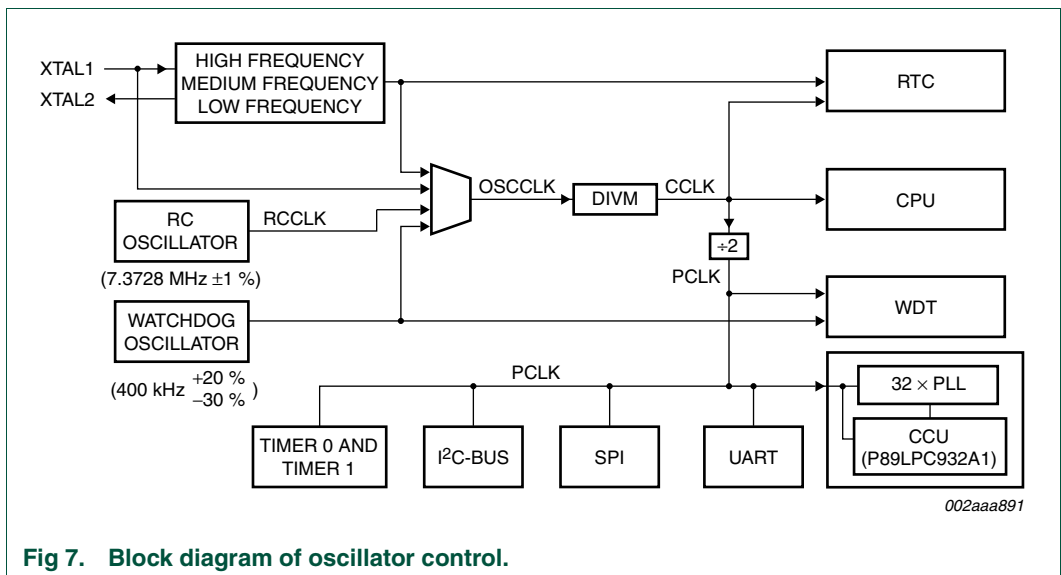 XTAL1
XTAL2
HIGH FREQUENCY
MEDIUM FREQUENCY
LOW FREQUENCY
RTC
OSCCLK
DIVM
CCLK
CPU
RC
OSCILLATOR
RCCLK
(7.3728 MHz ±1 %)
÷2
PCLK
WDT
WATCHDOG
OSCILLATOR
(400 kHz +20 % −30 %)
PCLK
32 × PLL
CCU
(P89LPC932A1)
TIMER 0 AND
TIMER 1
I²C-BUS
SPI
UART
002aaa891
Fig 7. Block diagram of oscillator control.